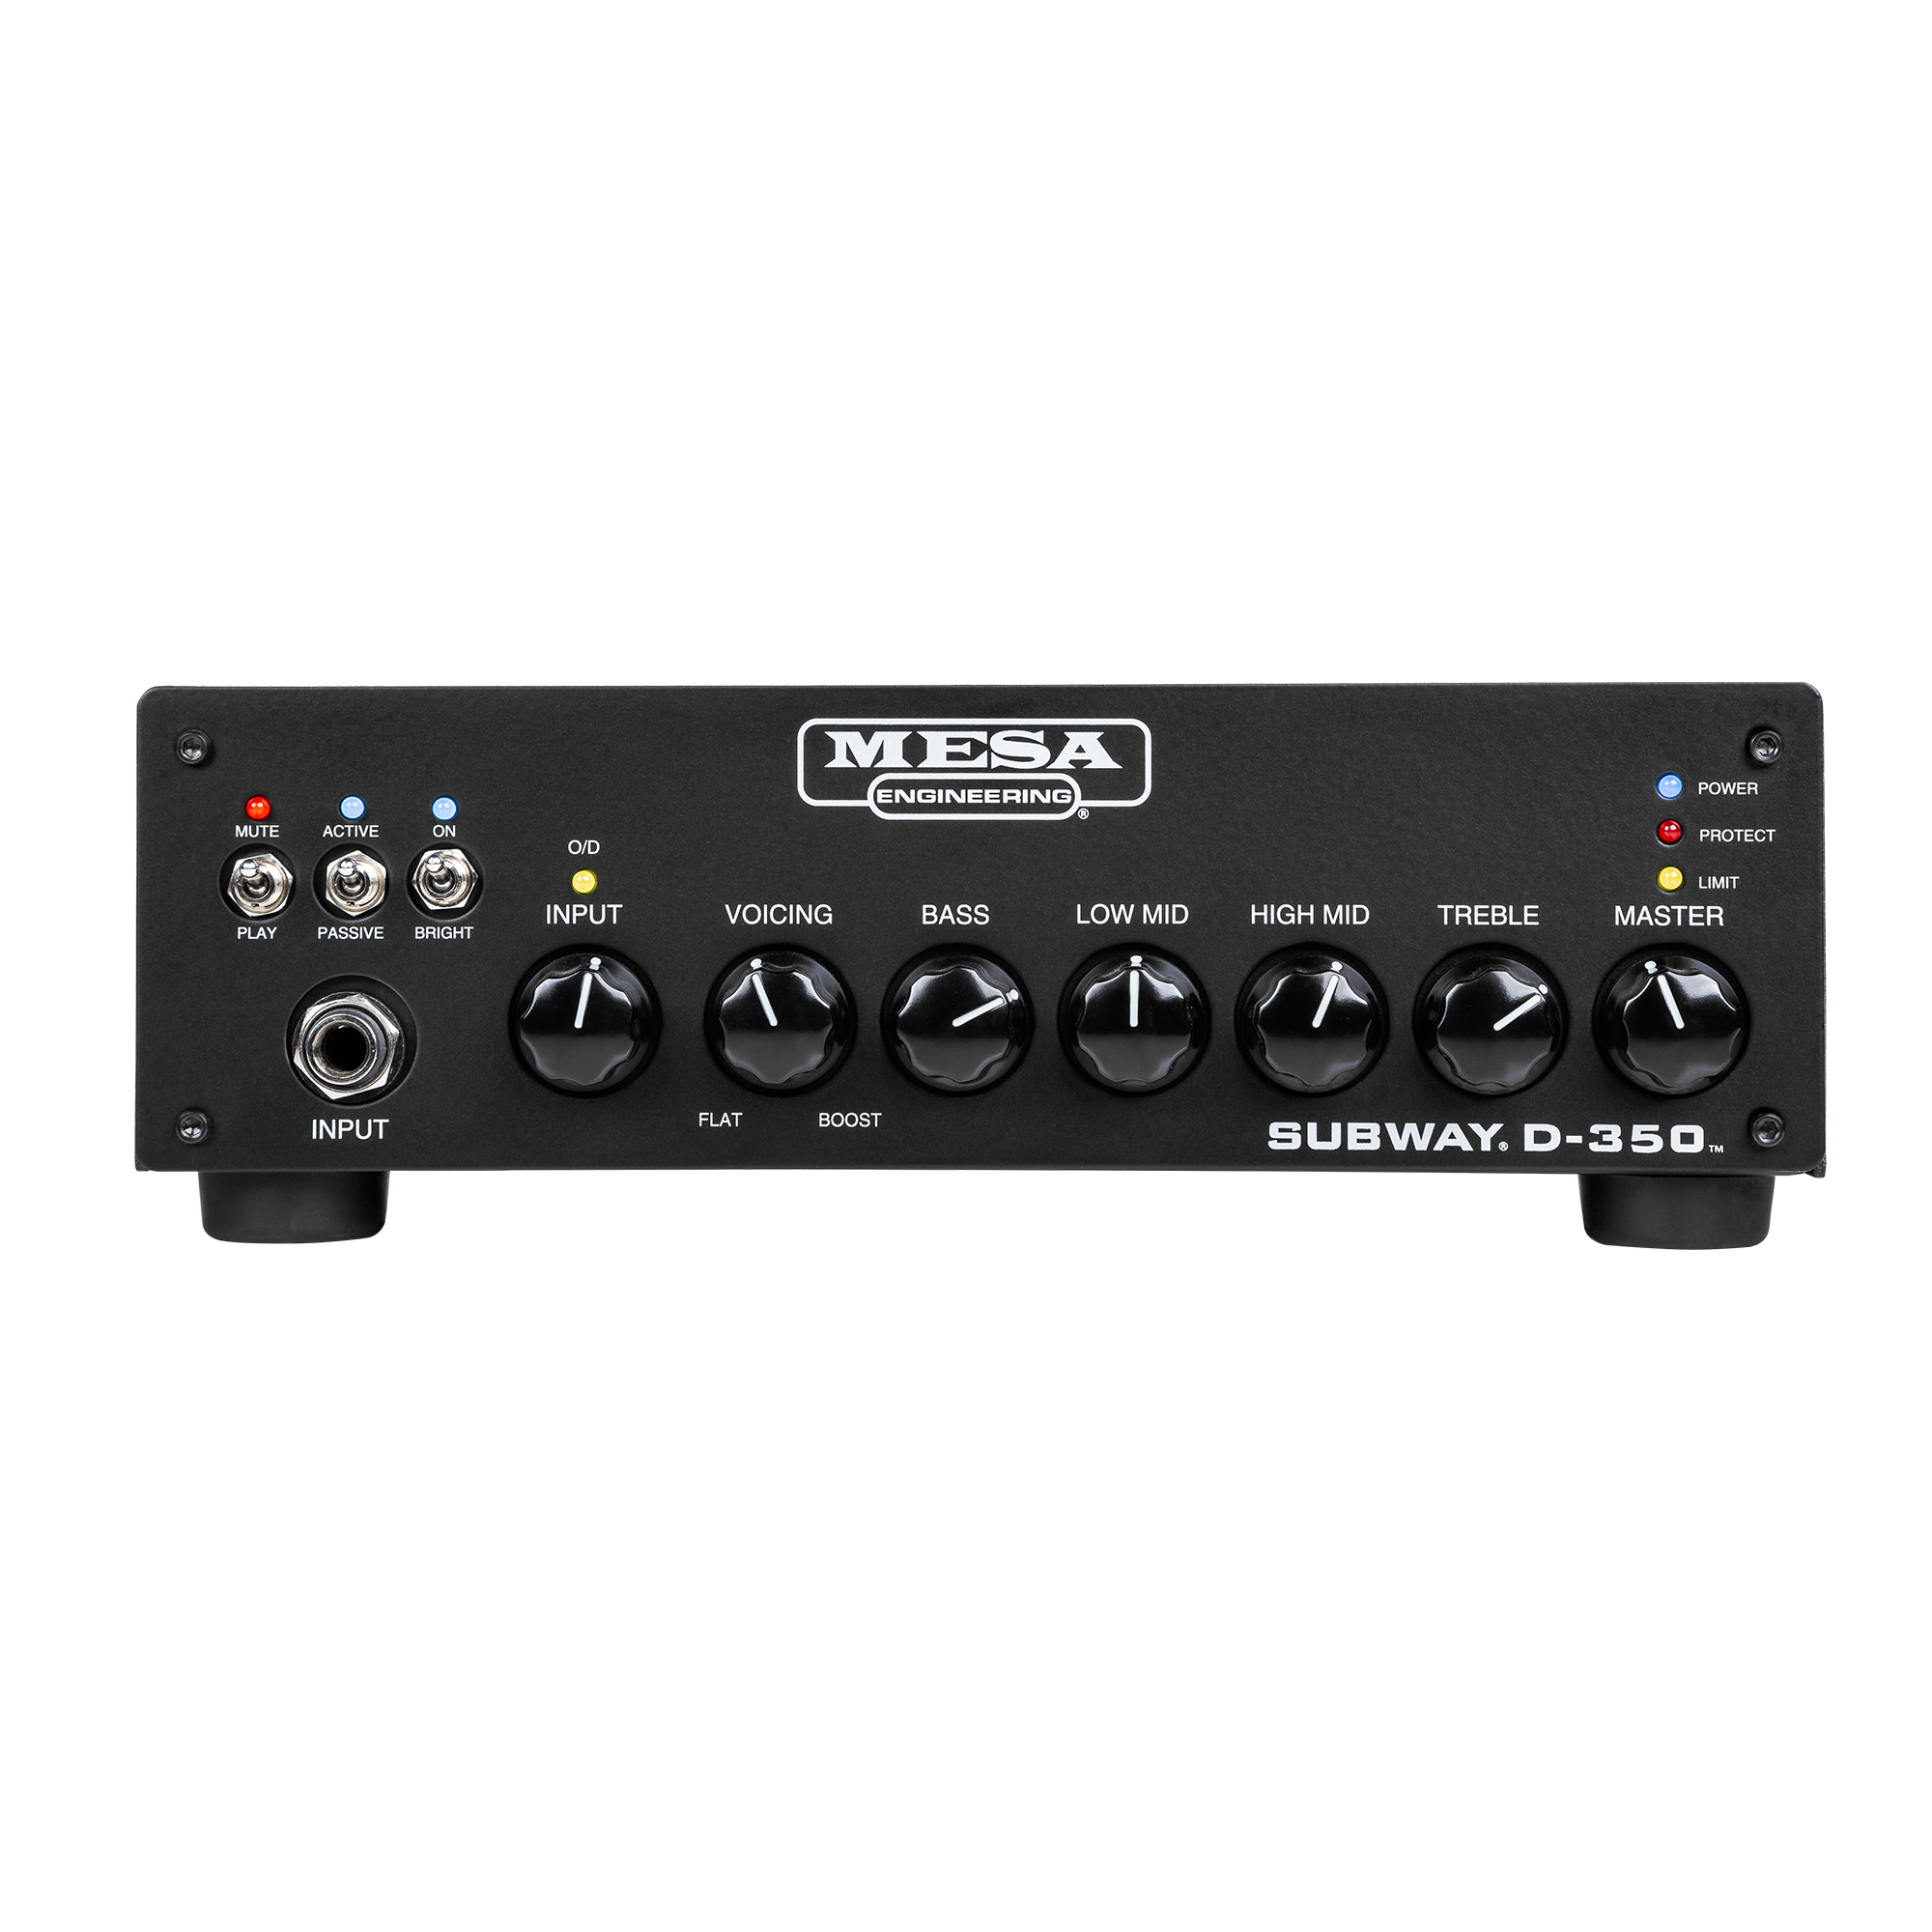 MESA
ENGINEERING®
MUTE ACTIVE ON
PLAY PASSIVE BRIGHT
INPUT
O/D
INPUT VOICING BASS LOW MID HIGH MID TREBLE MASTER
FLAT BOOST
POWER
PROTECT
LIMIT
SUBWAY® D-350™